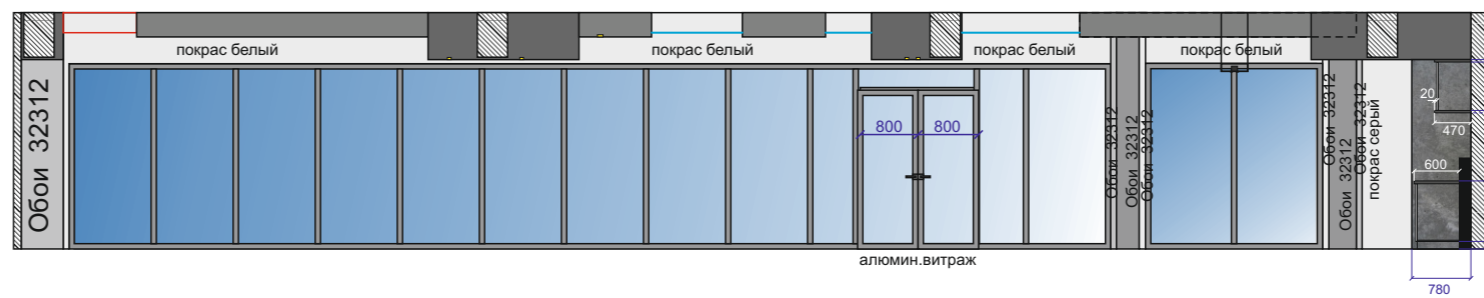 покрас белый
покрас белый
покрас белый
покрас белый
Обои 32312
800
800
Обои 32312
Обои 32312
Обои 32312
Обои 32312
Обои 32312
Обои 32312
покрас серый
20
470
600
алюмин.витраж
780